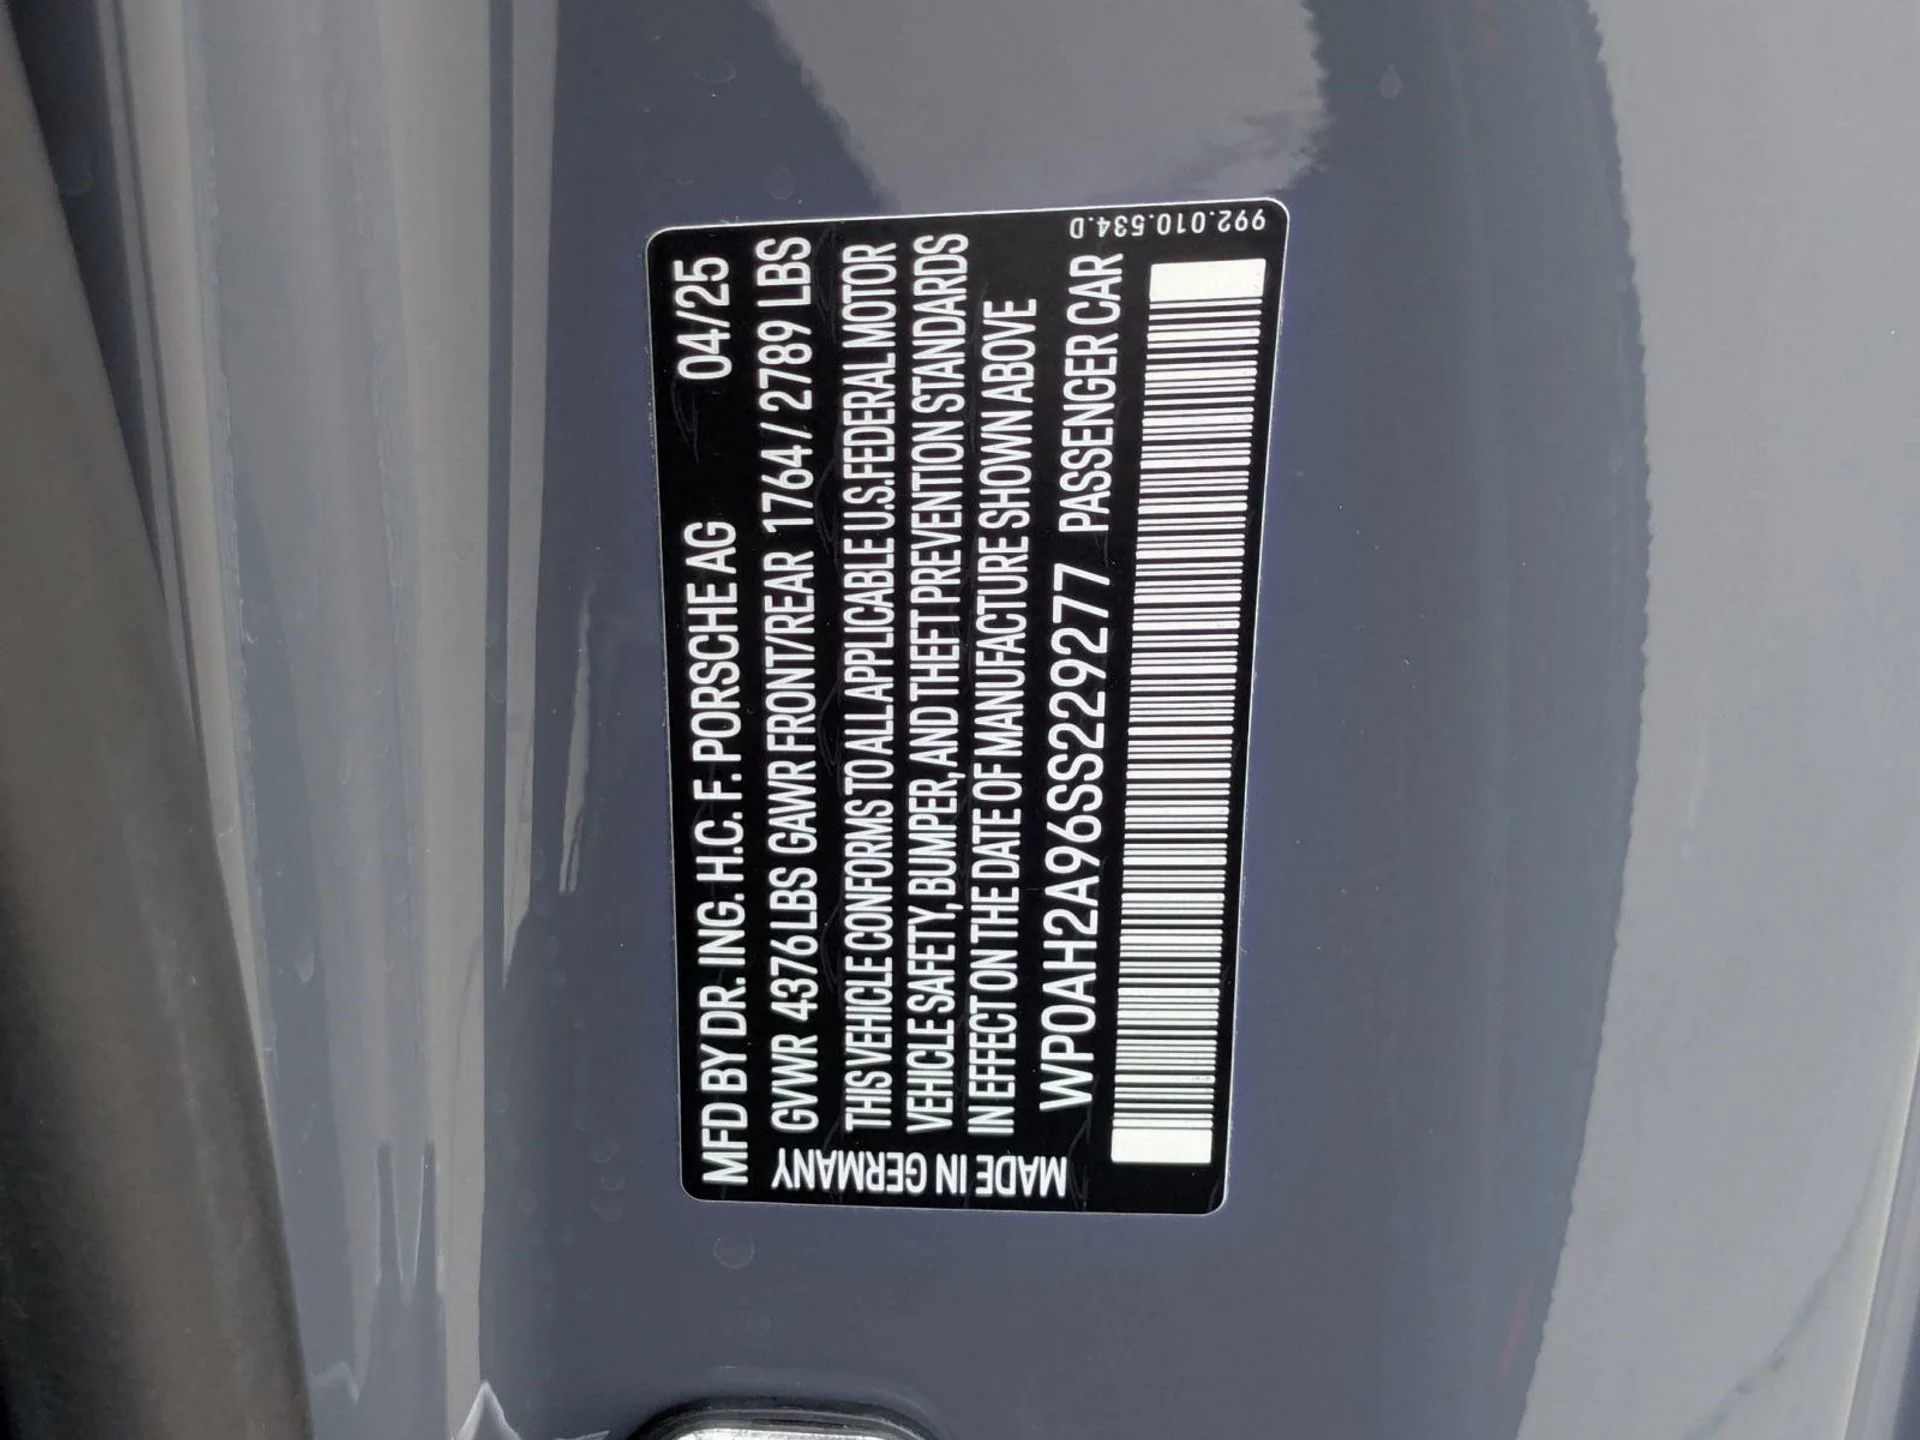 MFD BY DR. ING. H.C. F. PORSCHE AG 04/25
GVWR 4376 LBS GAWR FRONT/REAR 1764 / 2789 LBS
THIS VEHICLE CONFORMS TO ALL APPLICABLE U.S. FEDERAL MOTOR
VEHICLE SAFETY, BUMPER, AND THEFT PREVENTION STANDARDS
IN EFFECT ON THE DATE OF MANUFACTURE SHOWN ABOVE
WP0AH2A96SS229277 PASSENGER CAR
MADE IN GERMANY
992.010.534.D